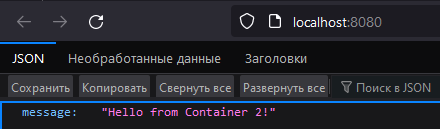 localhost:8080
JSON Необработанные данные Заголовки
Сохранить Копировать Свернуть все Развернуть все Поиск в JSON
message: "Hello from Container 2!"